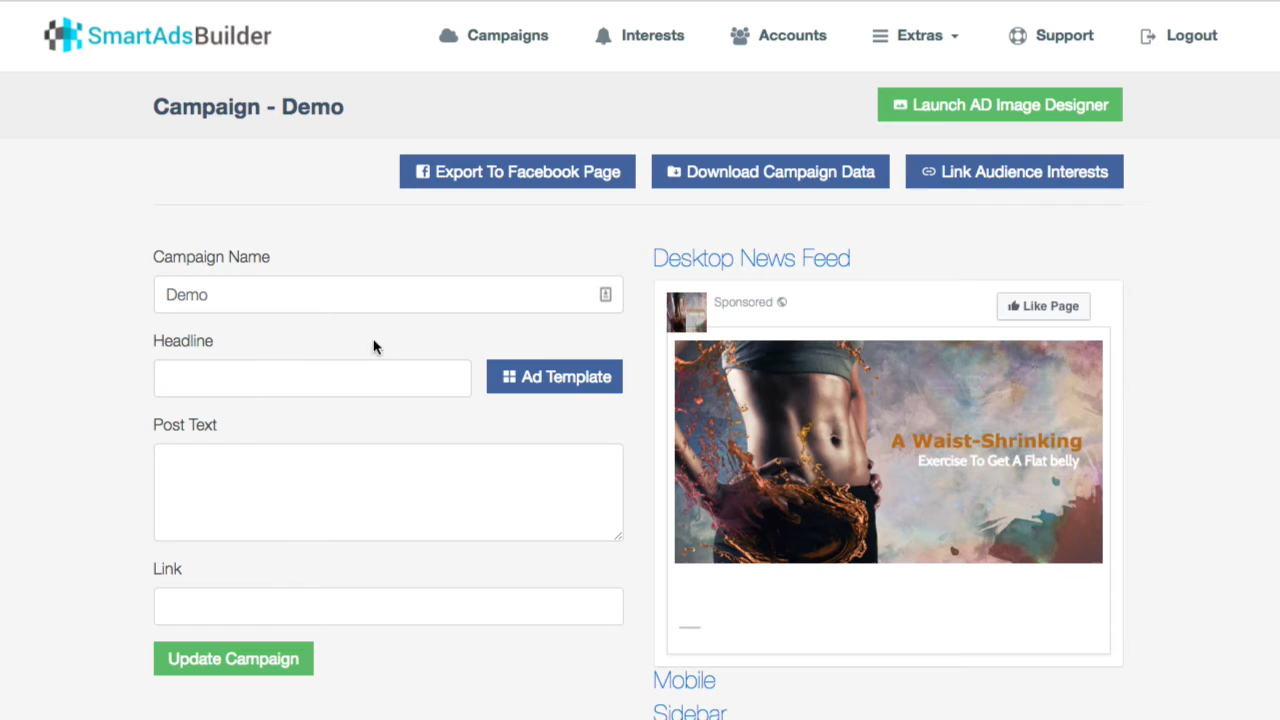 SmartAdsBuilder
Campaigns
Interests
Accounts
Extras
Support
Logout
Campaign - Demo
Launch AD Image Designer
Export To Facebook Page
Download Campaign Data
Link Audience Interests
Campaign Name
Demo
Headline
Ad Template
Post Text
Link
Update Campaign
Desktop News Feed
Sponsored
Like Page
A Waist-Shrinking
Exercise To Get A Flat belly
Mobile
Sidebar